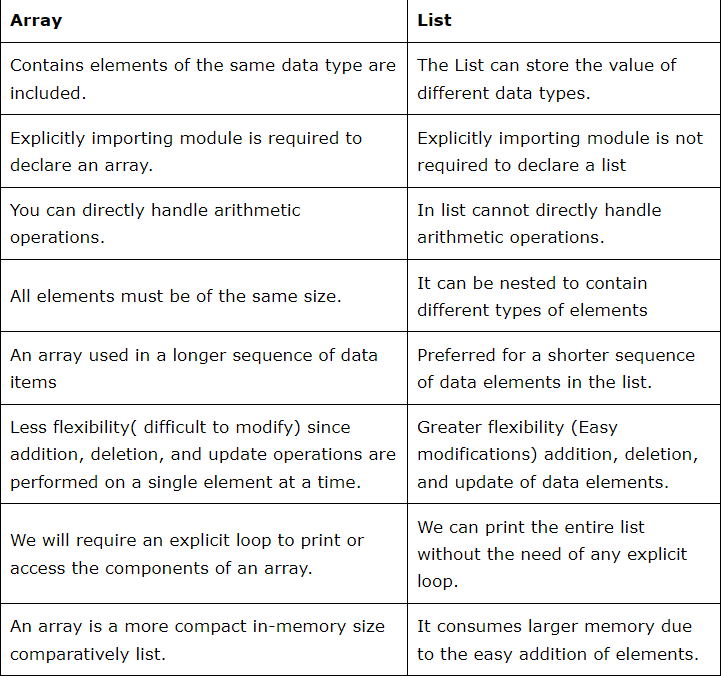 Array
List
Contains elements of the same data type are
included.
The List can store the value of
different data types.
Explicitly importing module is required to
declare an array.
Explicitly importing module is not
required to declare a list
You can directly handle arithmetic
operations.
In list cannot directly handle
arithmetic operations.
All elements must be of the same size.
It can be nested to contain
different types of elements
An array used in a longer sequence of data
items
Preferred for a shorter sequence
of data elements in the list.
Less flexibility( difficult to modify) since
addition, deletion, and update operations are
performed on a single element at a time.
Greater flexibility (Easy
modifications) addition, deletion,
and update of data elements.
We will require an explicit loop to print or
access the components of an array.
We can print the entire list
without the need of any explicit
loop.
An array is a more compact in-memory size
comparatively list.
It consumes larger memory due
to the easy addition of elements.